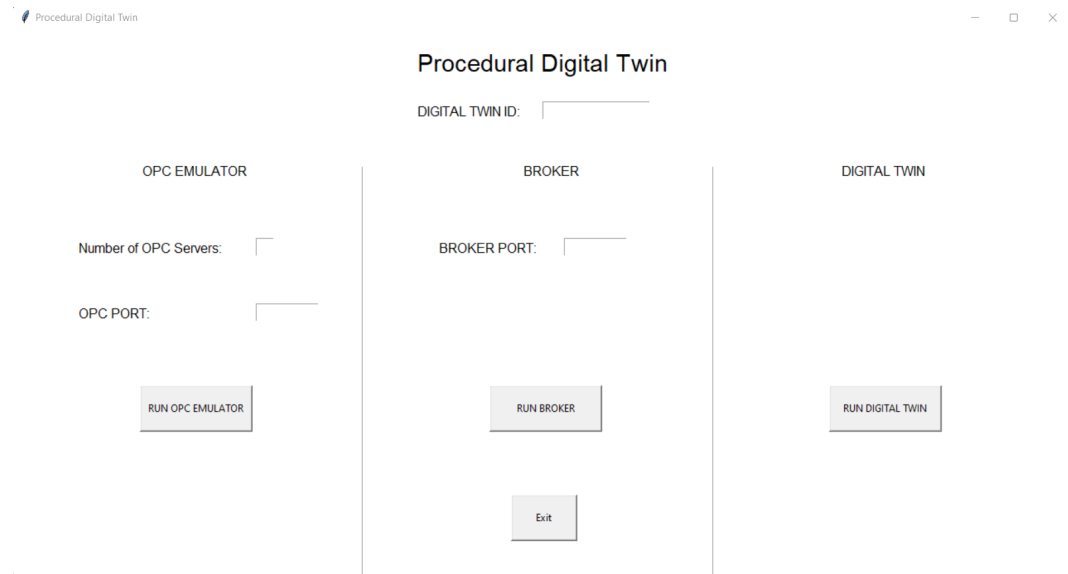 Procedural Digital Twin
Procedural Digital Twin
DIGITAL TWIN ID:
OPC EMULATOR
BROKER
DIGITAL TWIN
Number of OPC Servers:
BROKER PORT:
OPC PORT:
RUN OPC EMULATOR
RUN BROKER
RUN DIGITAL TWIN
Exit